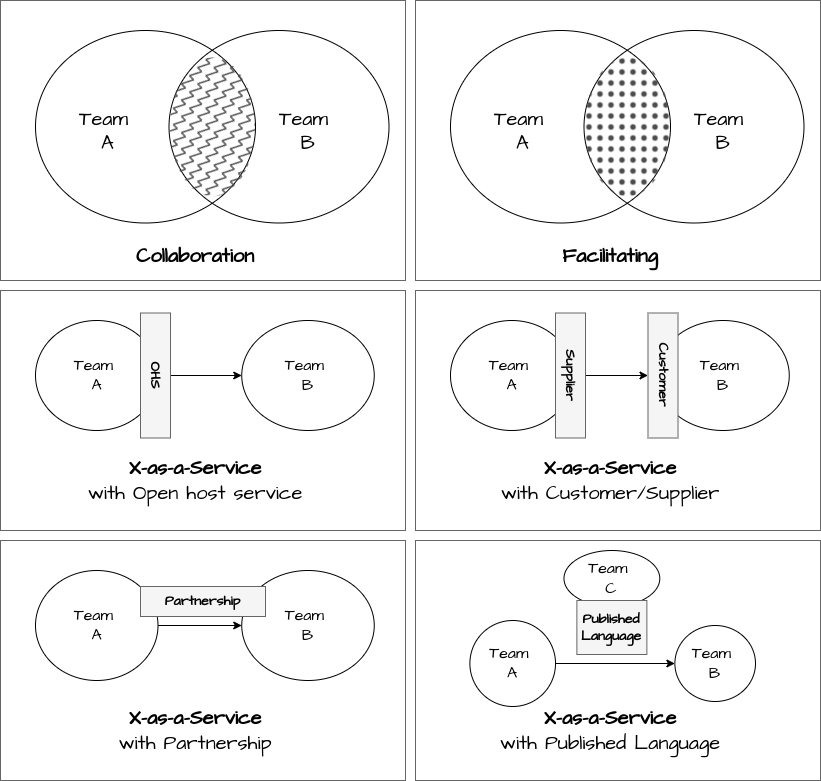 Team
A
Team
B
Collaboration
Team
A
Team
B
Facilitating
Team
A
OHS
Team
B
X-as-a-Service
with Open host service
Team
A
Supplier
Customer
Team
B
X-as-a-Service
with Customer/Supplier
Team
A
Partnership
Team
B
X-as-a-Service
with Partnership
Team
C
Published
Language
Team
A
Team
B
X-as-a-Service
with Published Language